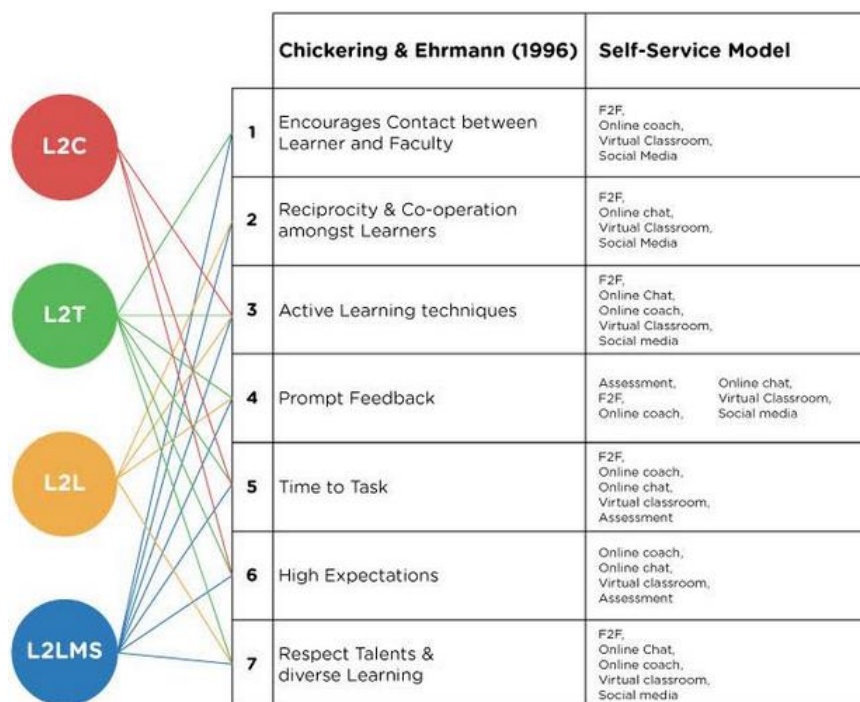 Chickering & Ehrmann (1996)
Self-Service Model
L2C
L2T
L2L
L2LMS
1
Encourages Contact between
Learner and Faculty
F2F,
Online coach,
Virtual Classroom,
Social Media
2
Reciprocity & Co-operation
amongst Learners
F2F,
Online chat,
Virtual Classroom,
Social Media
3
Active Learning techniques
F2F,
Online Chat,
Online coach,
Virtual Classroom,
Social media
4
Prompt Feedback
Assessment,
F2F,
Online coach,
Online chat,
Virtual Classroom,
Social media
5
Time to Task
F2F,
Online coach,
Online chat,
Virtual classroom,
Assessment
6
High Expectations
Online coach,
Online chat,
Virtual classroom,
Assessment
7
Respect Talents &
diverse Learning
F2F,
Online Chat,
Online coach,
Virtual classroom,
Social media